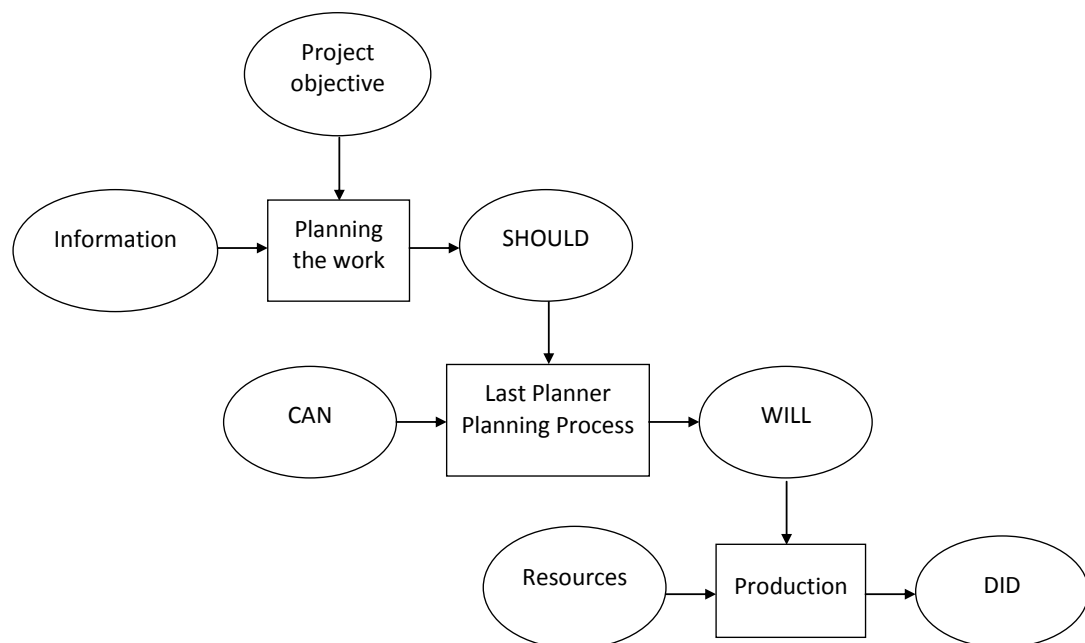 Project
objective
Information
Planning
the work
SHOULD
CAN
Last Planner
Planning Process
WILL
Resources
Production
DID